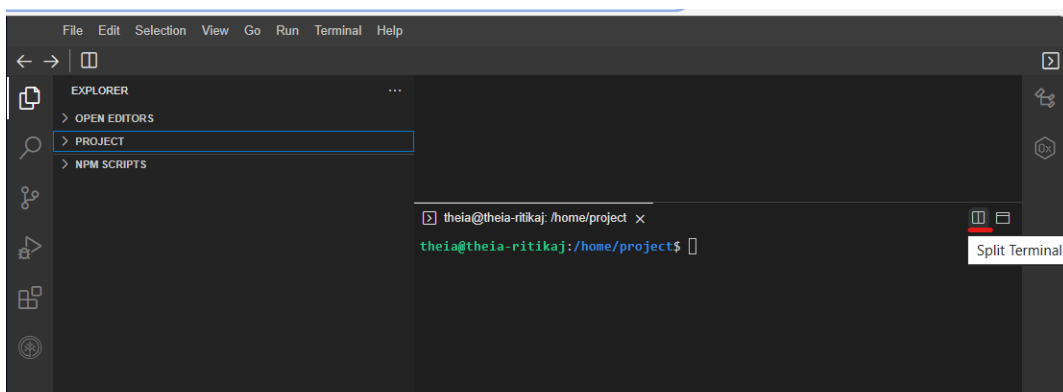 File Edit Selection View Go Run Terminal Help
EXPLORER
OPEN EDITORS
PROJECT
NPM SCRIPTS
theia@theia-ritikaj: /home/project
theia@theia-ritikaj:/home/project$
Split Terminal